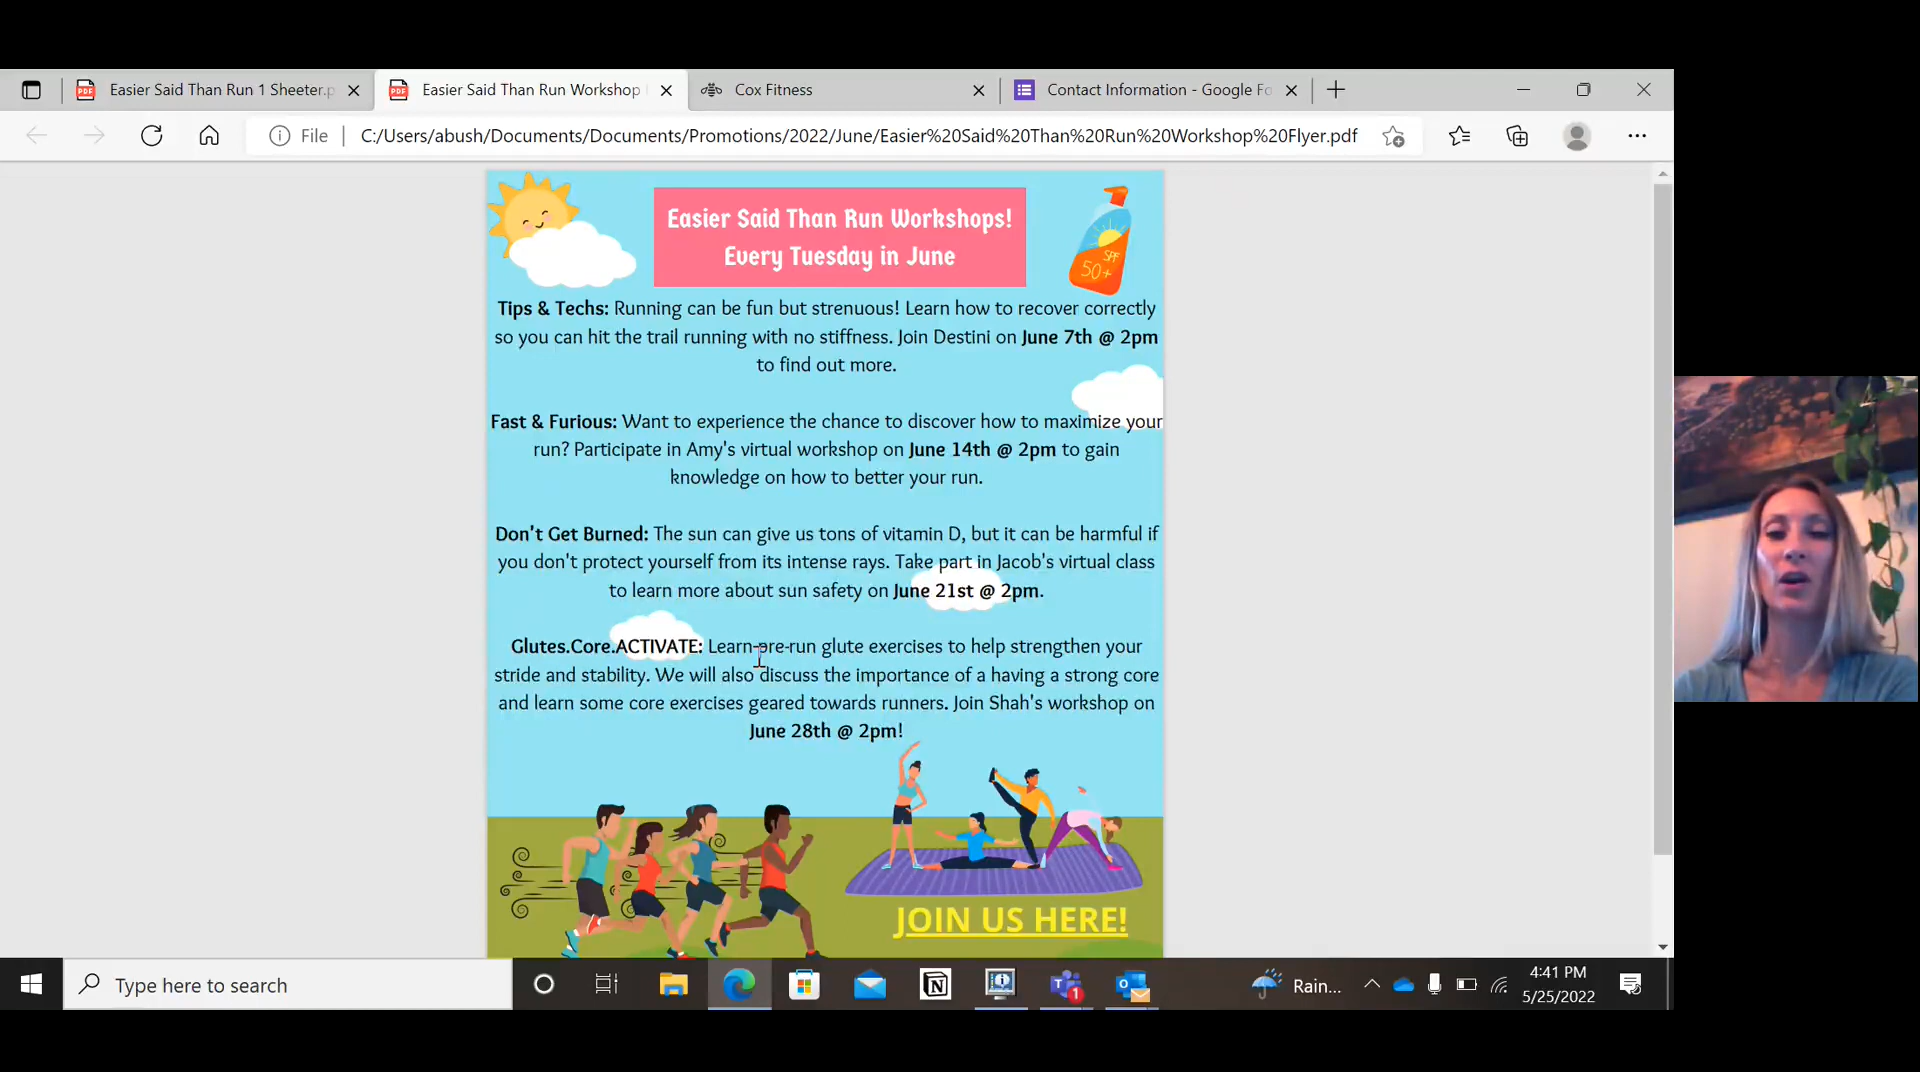 Easier Said Than Run 1 Sheeter.p
Easier Said Than Run Workshop
Cox Fitness
Contact Information - Google Fo
File
C:/Users/abush/Documents/Documents/Promotions/2022/June/Easier%20Said%20Than%20Run%20Workshop%20Flyer.pdf
Easier Said Than Run Workshops!
Every Tuesday in June
SPF
50+
Tips & Techs: Running can be fun but strenuous! Learn how to recover correctly
so you can hit the trail running with no stiffness. Join Destini on June 7th @ 2pm
to find out more.
Fast & Furious: Want to experience the chance to discover how to maximize your
run? Participate in Amy's virtual workshop on June 14th @ 2pm to gain
knowledge on how to better your run.
Don't Get Burned: The sun can give us tons of vitamin D, but it can be harmful if
you don't protect yourself from its intense rays. Take part in Jacob's virtual class
to learn more about sun safety on June 21st @ 2pm.
Glutes.Core.ACTIVATE: Learn pre-run glute exercises to help strengthen your
stride and stability. We will also discuss the importance of a having a strong core
and learn some core exercises geared towards runners. Join Shah's workshop on
June 28th @ 2pm!
JOIN US HERE!
Type here to search
1
Rain...
4:41 PM
5/25/2022